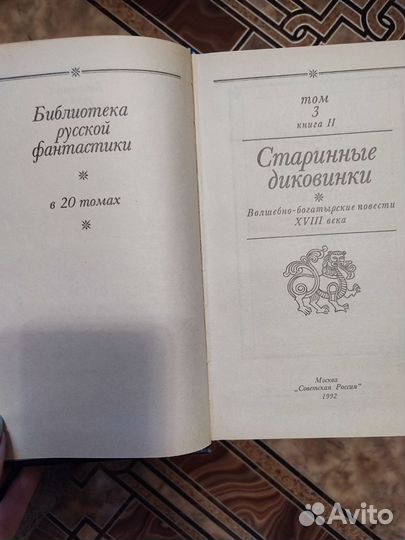 Библиотека
русской
фантастики
в 20 томах
том
3
книга II
Старинные
диковинки
Волшебно-богатырские повести
XVIII века
Москва
„Советская Россия"
1992
Avito